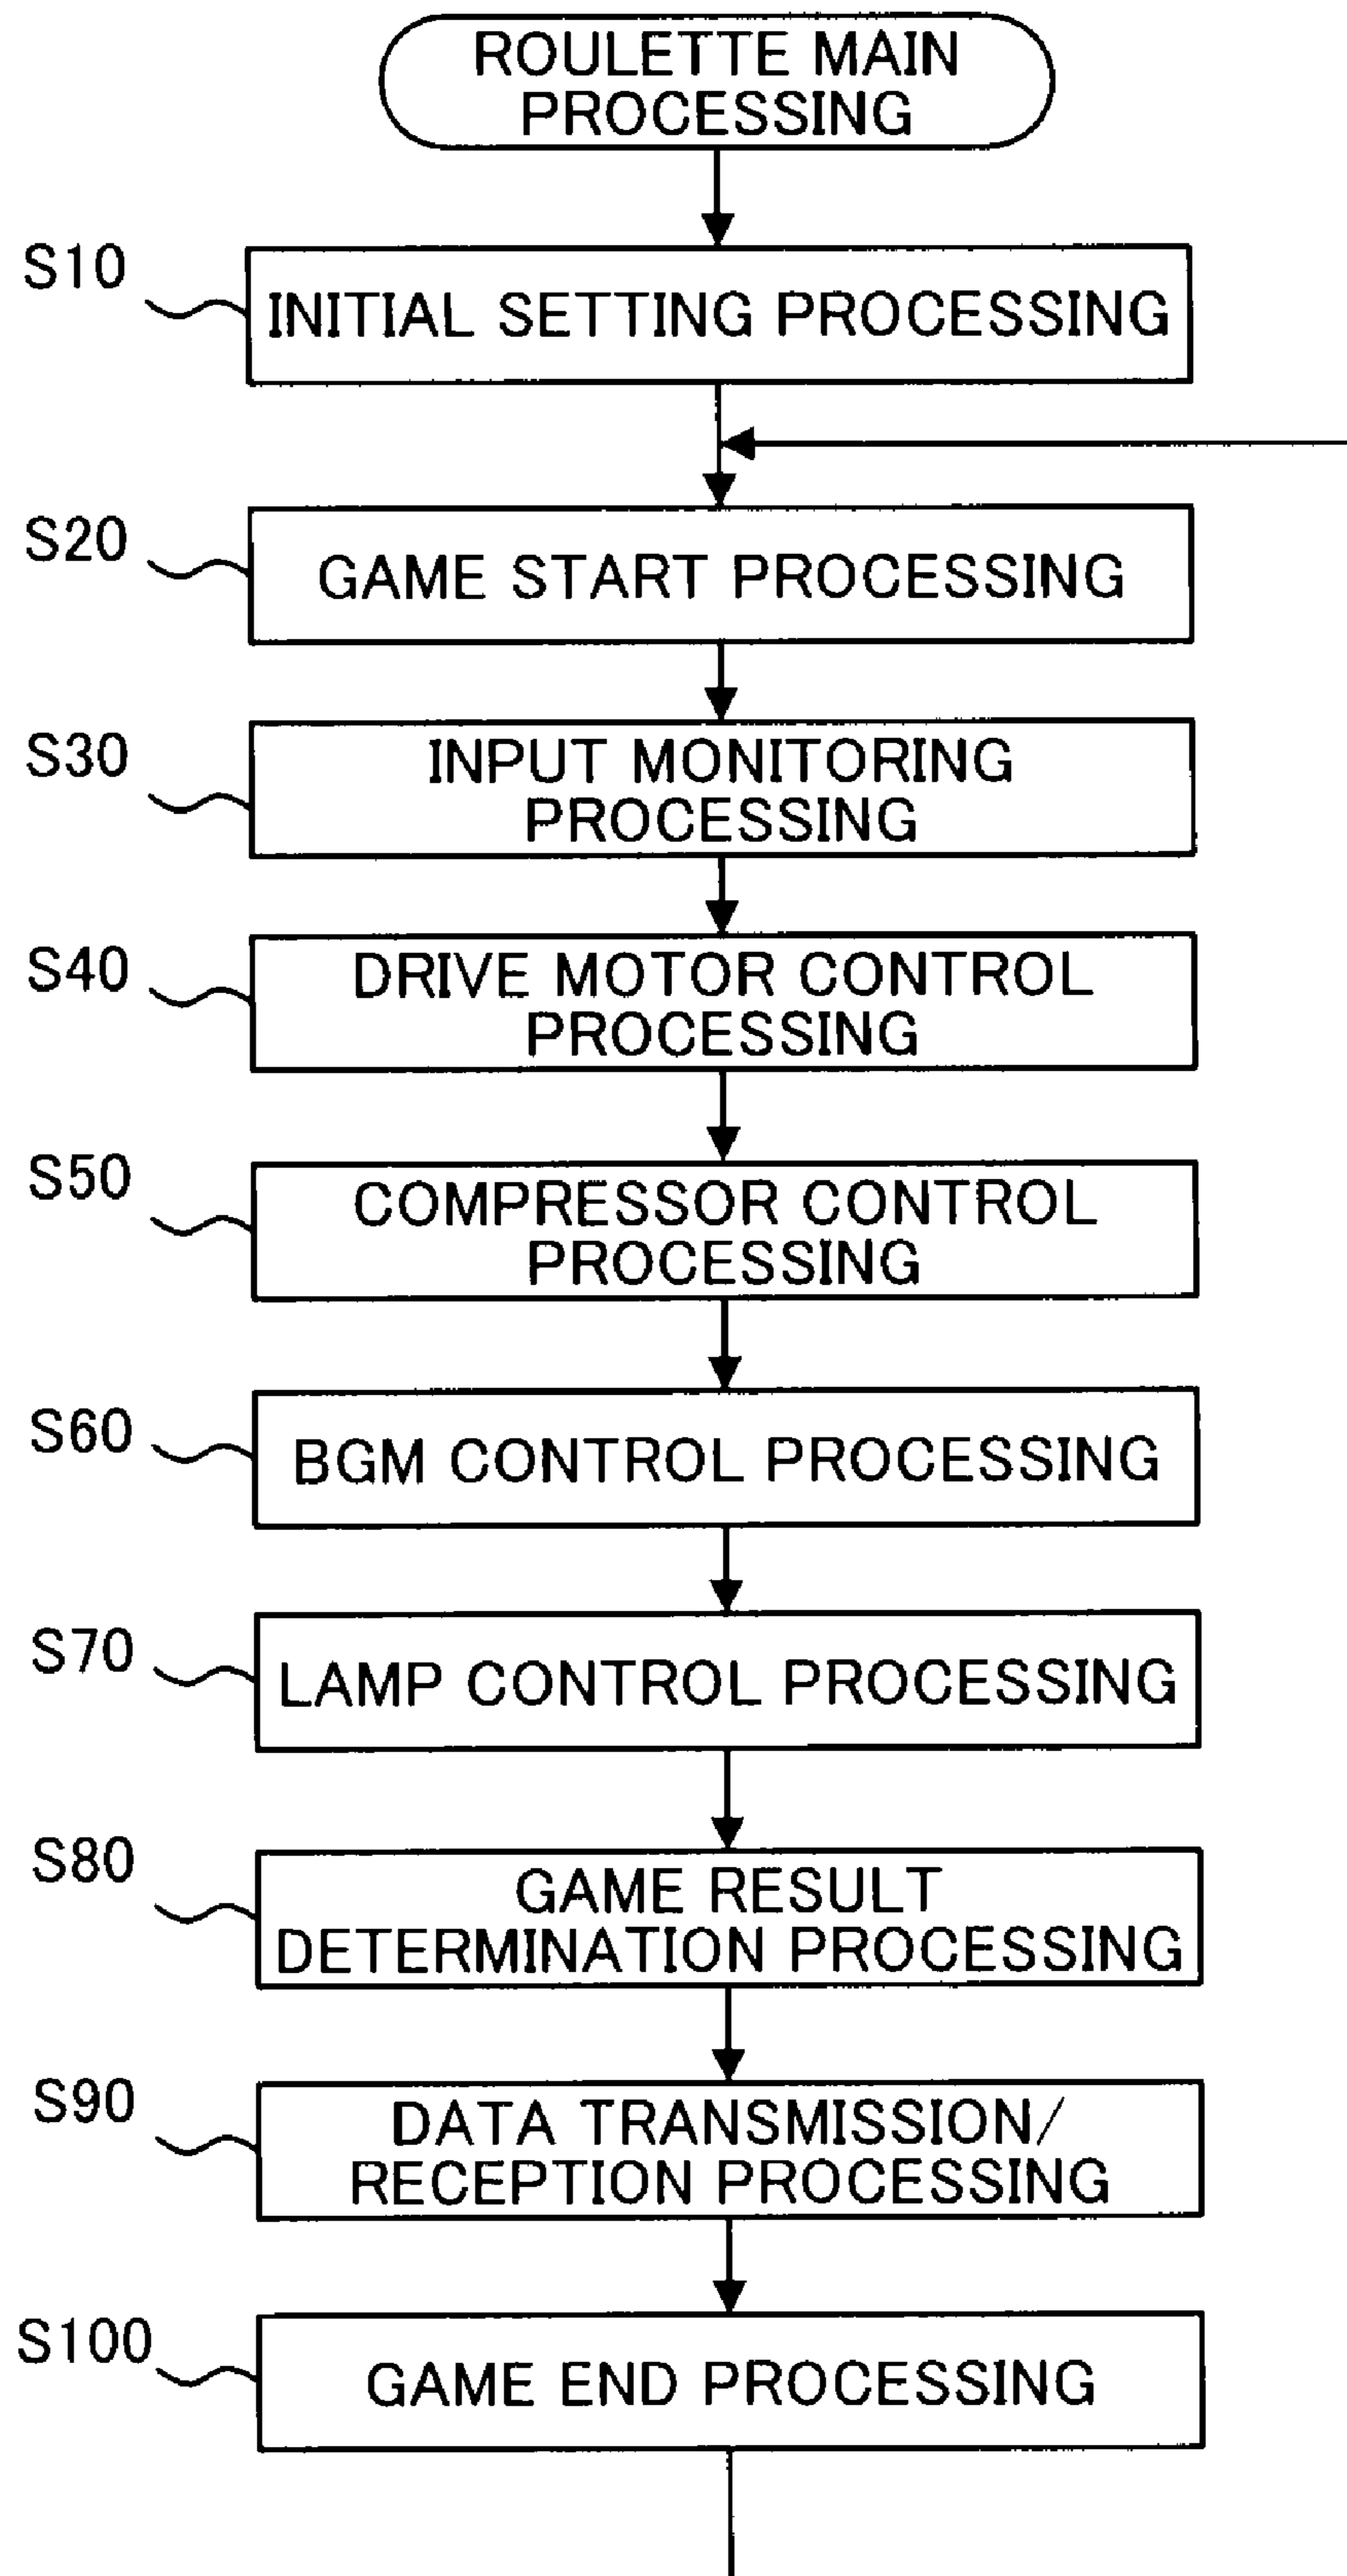 ROULETTE MAIN
PROCESSING
S10
INITIAL SETTING PROCESSING
S20
GAME START PROCESSING
S30
INPUT MONITORING
PROCESSING
S40
DRIVE MOTOR CONTROL
PROCESSING
S50
COMPRESSOR CONTROL
PROCESSING
S60
BGM CONTROL PROCESSING
S70
LAMP CONTROL PROCESSING
S80
GAME RESULT
DETERMINATION PROCESSING
S90
DATA TRANSMISSION/
RECEPTION PROCESSING
S100
GAME END PROCESSING